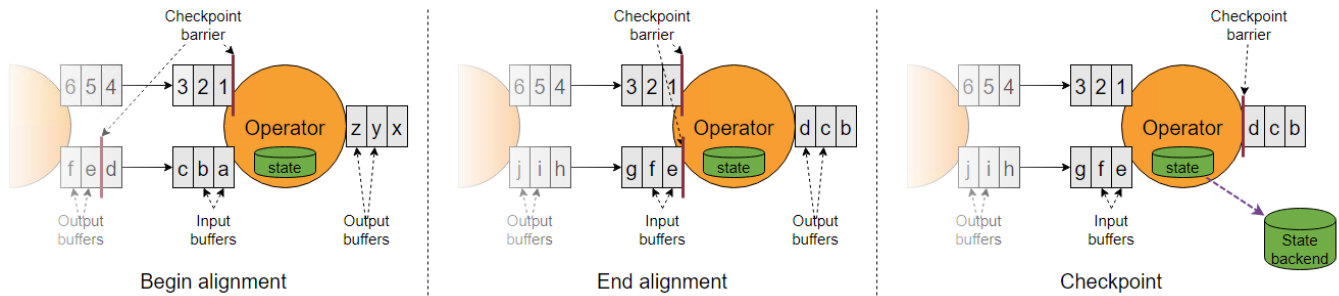 Checkpoint
barrier
6 5 4
3 2 1
Operator
z y x
state
f e d
c b a
Output
buffers
Input
buffers
Output
buffers
Begin alignment
Checkpoint
barrier
6 5 4
3 2 1
Operator
d c b
state
j i h
g f e
Output
buffers
Input
buffers
Output
buffers
End alignment
Checkpoint
barrier
6 5 4
3 2 1
Operator
d c b
state
j i h
g f e
Output
buffers
Input
buffers
State
backend
Checkpoint